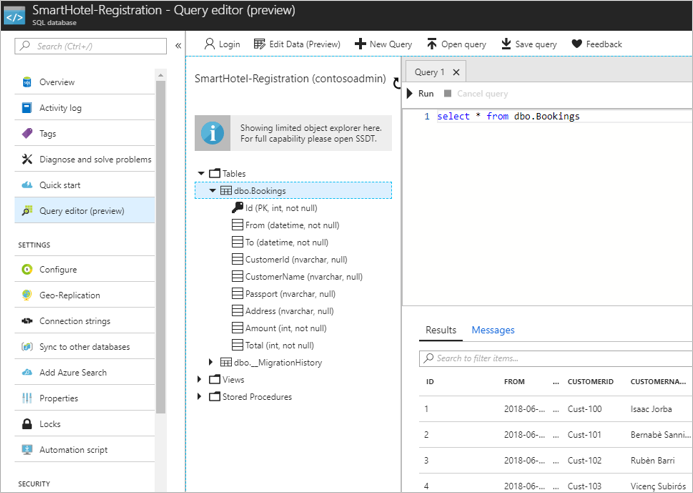 SmartHotel-Registration - Query editor (preview)
SQL database
Search (Ctrl+/)
Overview
Activity log
Tags
Diagnose and solve problems
Quick start
Query editor (preview)
SETTINGS
Configure
Geo-Replication
Connection strings
Sync to other databases
Add Azure Search
Properties
Locks
Automation script
SECURITY
Login
Edit Data (Preview)
New Query
Open query
Save query
Feedback
SmartHotel-Registration (contosoadmin)
Showing limited object explorer here.
For full capability please open SSDT.
Tables
dbo.Bookings
Id (PK, int, not null)
From (datetime, not null)
To (datetime, not null)
CustomerId (nvarchar, null)
CustomerName (nvarchar, null)
Passport (nvarchar, null)
Address (nvarchar, null)
Amount (int, not null)
Total (int, not null)
dbo.__MigrationHistory
Views
Stored Procedures
Query 1
Run
Cancel query
1 select * from dbo.Bookings
Results
Messages
Search to filter items...
ID FROM ... CUSTOMERID CUSTOMERNA...
1 2018-06-... ... Cust-100 Isaac Jorba
2 2018-06-... ... Cust-101 Bernabè Sanni...
3 2018-06-... ... Cust-102 Rubèn Barri
4 2018-06-... ... Cust-103 Vicenç Subirós